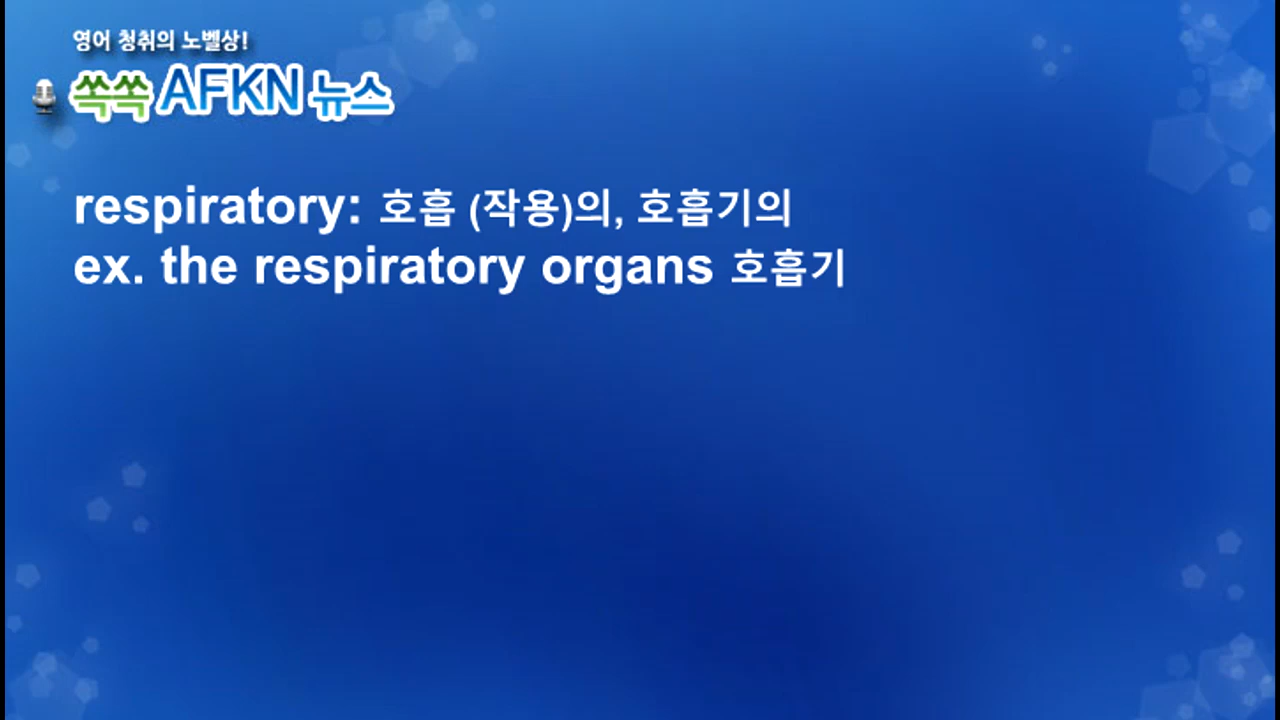 영어 청취의 노벨상!
쏙쏙 AFKN 뉴스
respiratory: 호흡 (작용)의, 호흡기의
ex. the respiratory organs 호흡기